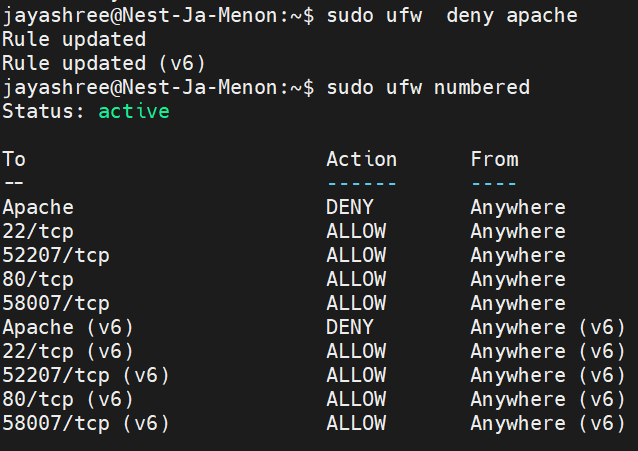 jayashree@Nest-Ja-Menon:~$ sudo ufw  deny apache
Rule updated
Rule updated (v6)
jayashree@Nest-Ja-Menon:~$ sudo ufw numbered
Status: active

To                         Action      From
--                         ------      ----
Apache                     DENY        Anywhere
22/tcp                     ALLOW       Anywhere
52207/tcp                  ALLOW       Anywhere
80/tcp                     ALLOW       Anywhere
58007/tcp                  ALLOW       Anywhere
Apache (v6)                DENY        Anywhere (v6)
22/tcp (v6)                ALLOW       Anywhere (v6)
52207/tcp (v6)             ALLOW       Anywhere (v6)
80/tcp (v6)                ALLOW       Anywhere (v6)
58007/tcp (v6)             ALLOW       Anywhere (v6)